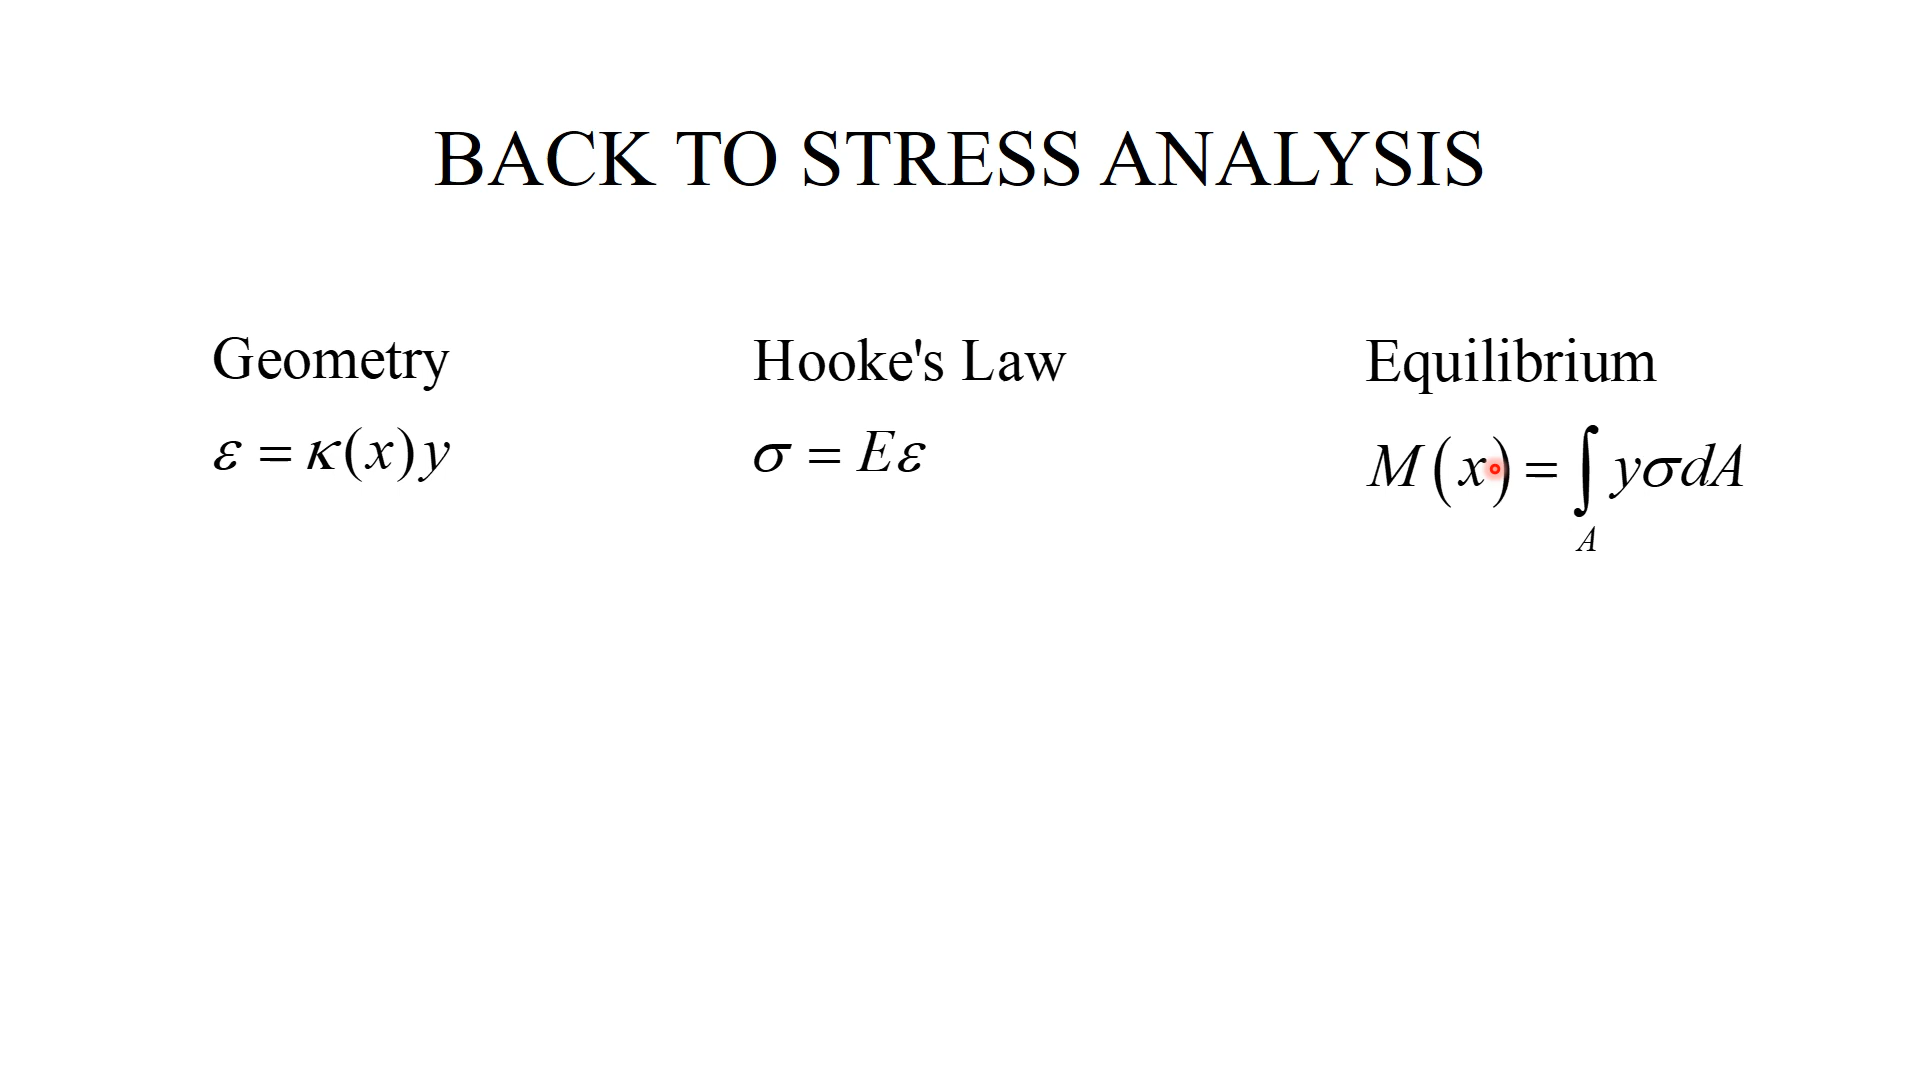 BACK TO STRESS ANALYSIS
Geometry
ε = κ(x)y
Hooke's Law
σ = Eε
Equilibrium
M(x) = ∫ yσdA
A